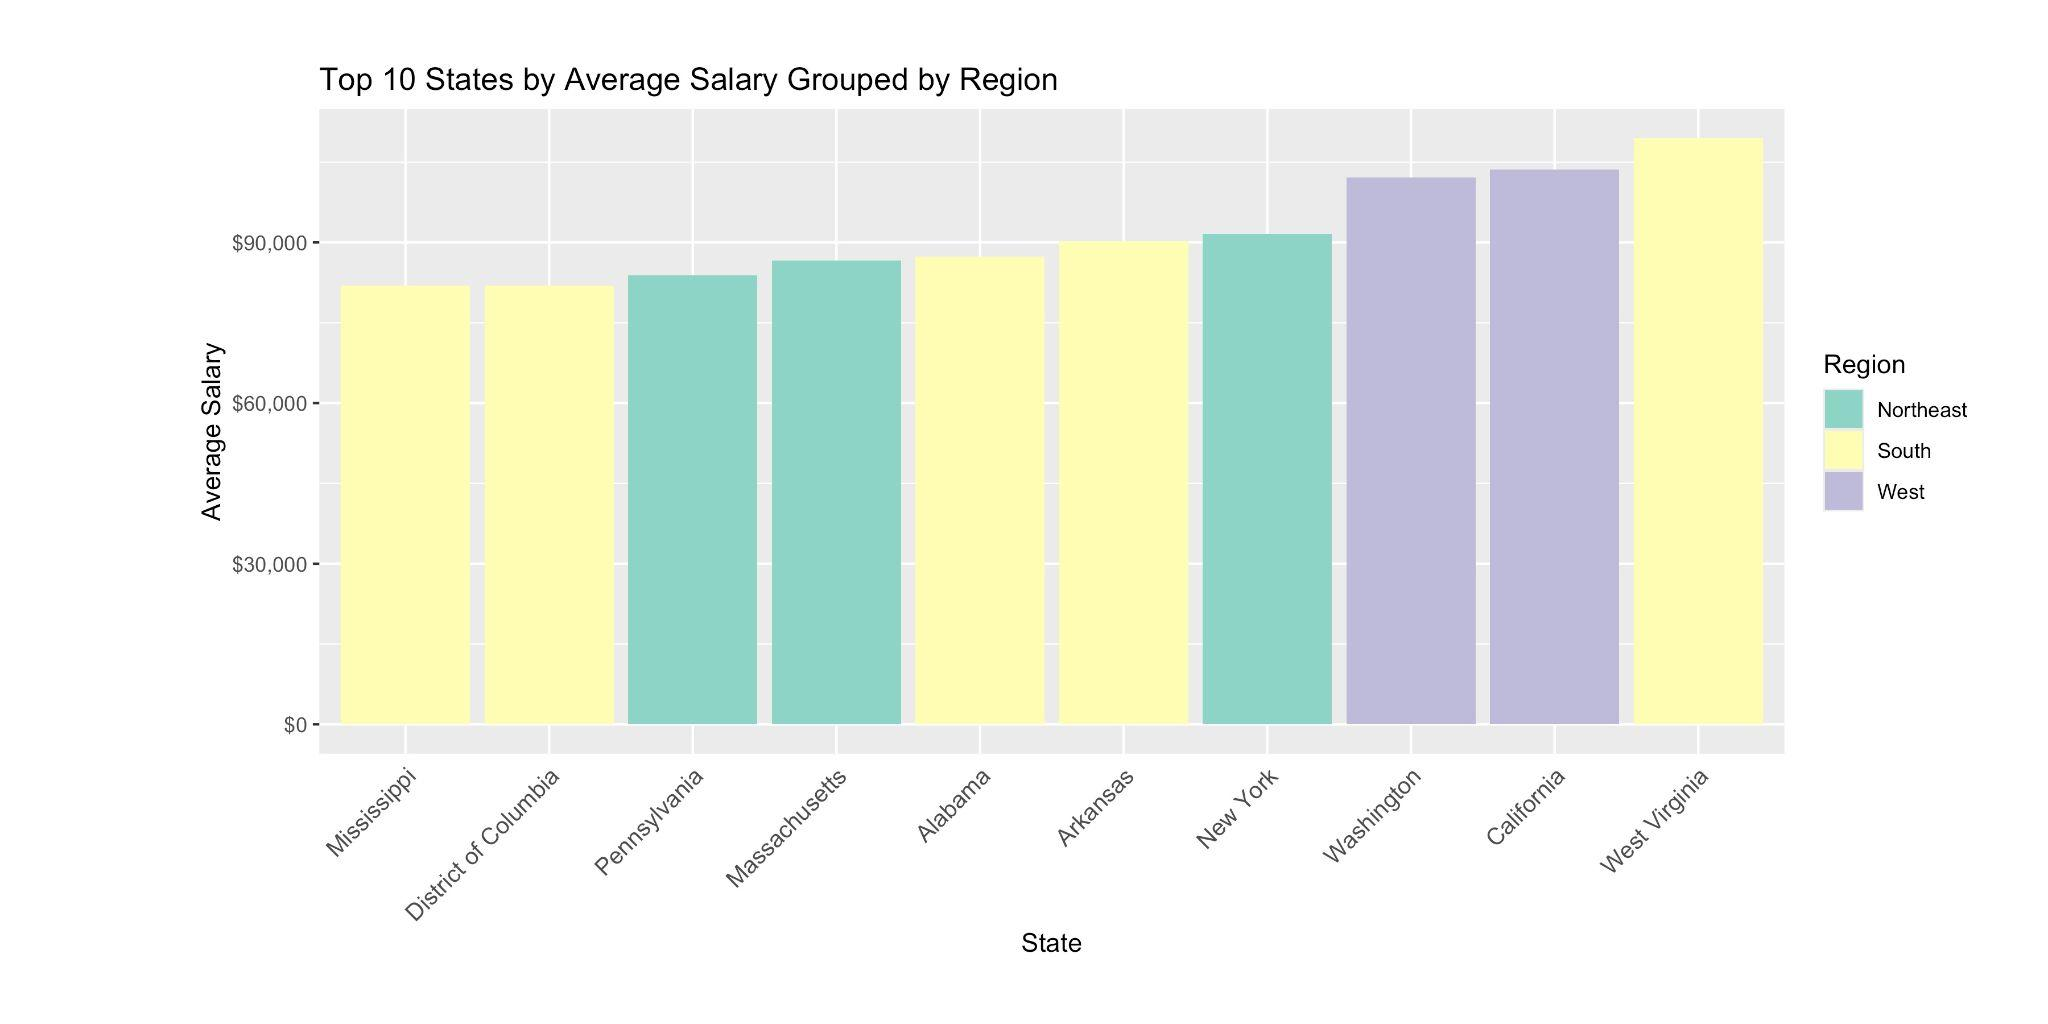 Top 10 States by Average Salary Grouped by Region
Average Salary
$90,000
$60,000
$30,000
$0
Mississippi
District of Columbia
Pennsylvania
Massachusetts
Alabama
Arkansas
New York
Washington
California
West Virginia
State
Region
Northeast
South
West